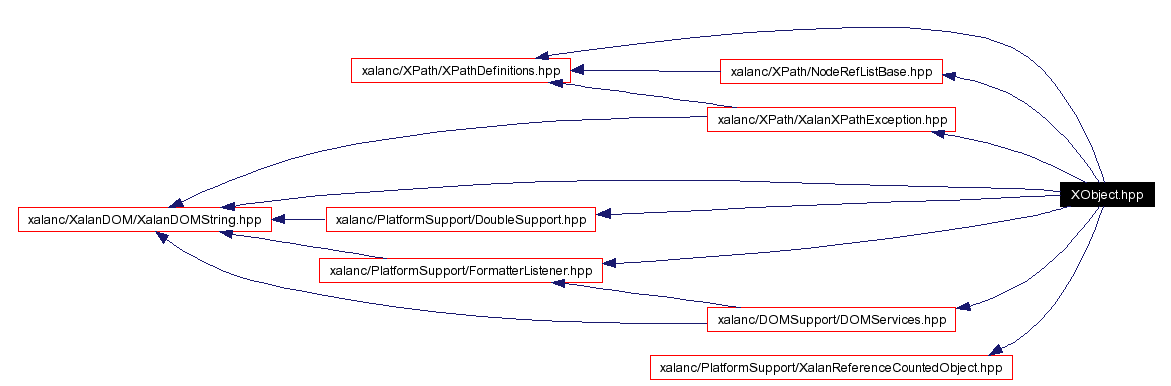 xalanc/XPath/XPathDefinitions.hpp
xalanc/XPath/NodeRefListBase.hpp
xalanc/XPath/XalanXPathException.hpp
XObject.hpp
xalanc/XalanDOM/XalanDOMString.hpp
xalanc/PlatformSupport/DoubleSupport.hpp
xalanc/PlatformSupport/FormatterListener.hpp
xalanc/DOMSupport/DOMServices.hpp
xalanc/PlatformSupport/XalanReferenceCountedObject.hpp